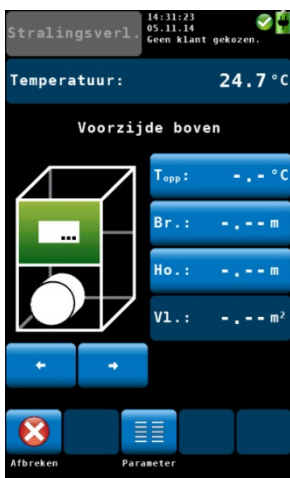 Stralingsverl.
14:31:23
05.11.14
Geen klant gekozen.
Temperatuur: 24.7°C
Voorzijde boven
Topp: -.-°C
Br.: -.--m
Ho.: -.--m
Vl.: -.--m²
Afbreken
Parameter